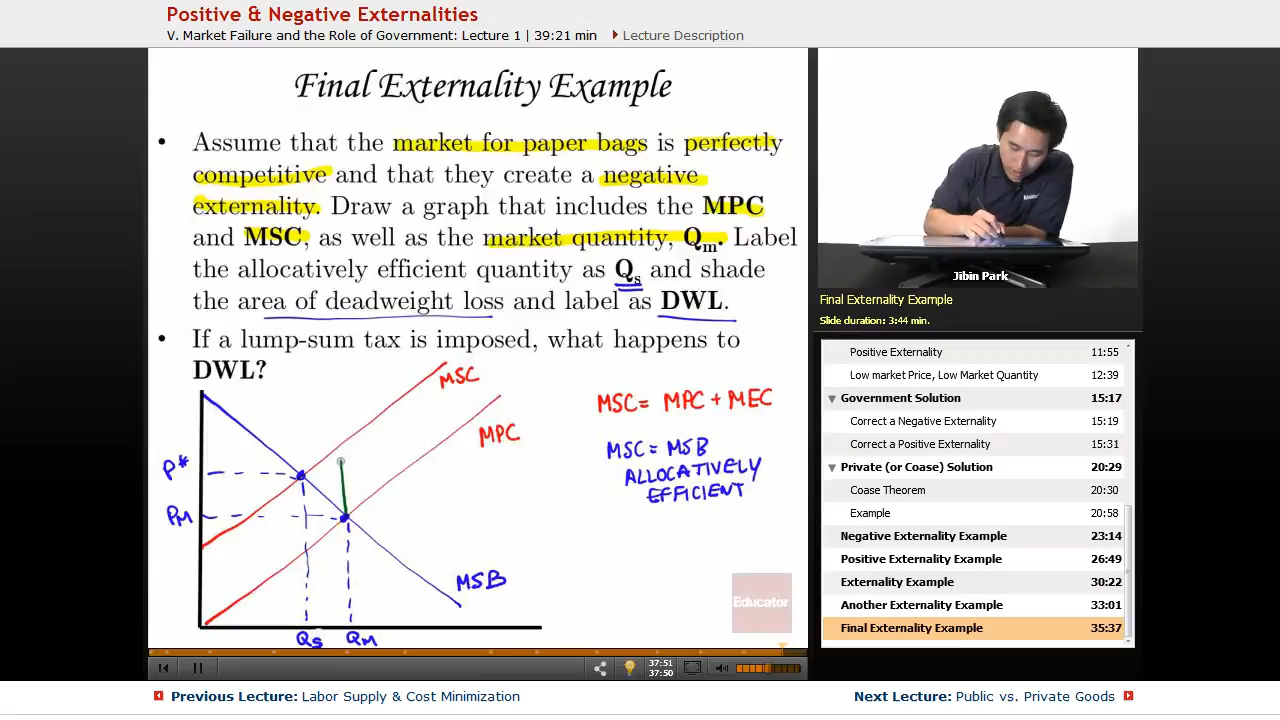 Positive & Negative Externalities
V. Market Failure and the Role of Government: Lecture 1 | 39:21 min
Lecture Description
Final Externality Example
• Assume that the market for paper bags is perfectly
competitive and that they create a negative
externality. Draw a graph that includes the MPC
and MSC, as well as the market quantity, Qm. Label
the allocatively efficient quantity as Qs and shade
the area of deadweight loss and label as DWL.
• If a lump-sum tax is imposed, what happens to
DWL?
MSC
MPC
P*
PM
MSB
QS QM
MSC = MPC + MEC
MSC = MSB
ALLOCATIVELY
EFFICIENT
Educator
Jibin Park
Final Externality Example
Slide duration: 3:44 min.
Positive Externality 11:55
Low market Price, Low Market Quantity 12:39
Government Solution 15:17
Correct a Negative Externality 15:19
Correct a Positive Externality 15:31
Private (or Coase) Solution 20:29
Coase Theorem 20:30
Example 20:58
Negative Externality Example 23:14
Positive Externality Example 26:49
Externality Example 30:22
Another Externality Example 33:01
Final Externality Example 35:37
37:51
37:50
Previous Lecture: Labor Supply & Cost Minimization
Next Lecture: Public vs. Private Goods